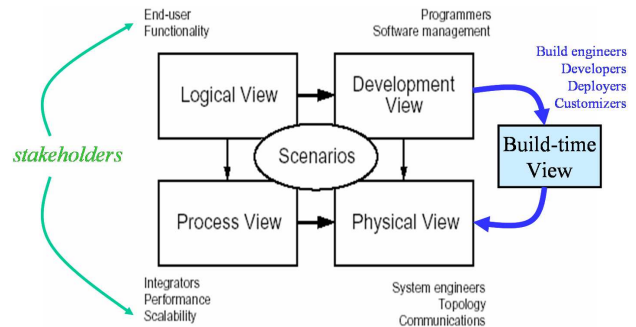 End-user
Functionality
Programmers
Software management
Build engineers
Developers
Deployers
Customizers
Logical View
Development
View
stakeholders
Scenarios
Build-time
View
Process View
Physical View
Integrators
Performance
Scalability
System engineers
Topology
Communications